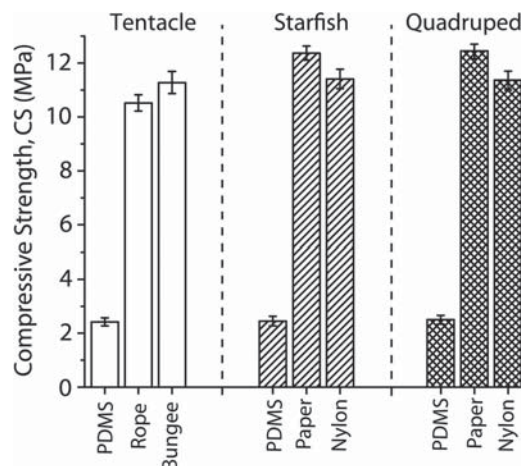 Tentacle Starfish Quadruped
Compressive Strength, CS (MPa)
12
10
8
6
4
2
0
PDMS
Rope
Bungee
PDMS
Paper
Nylon
PDMS
Paper
Nylon